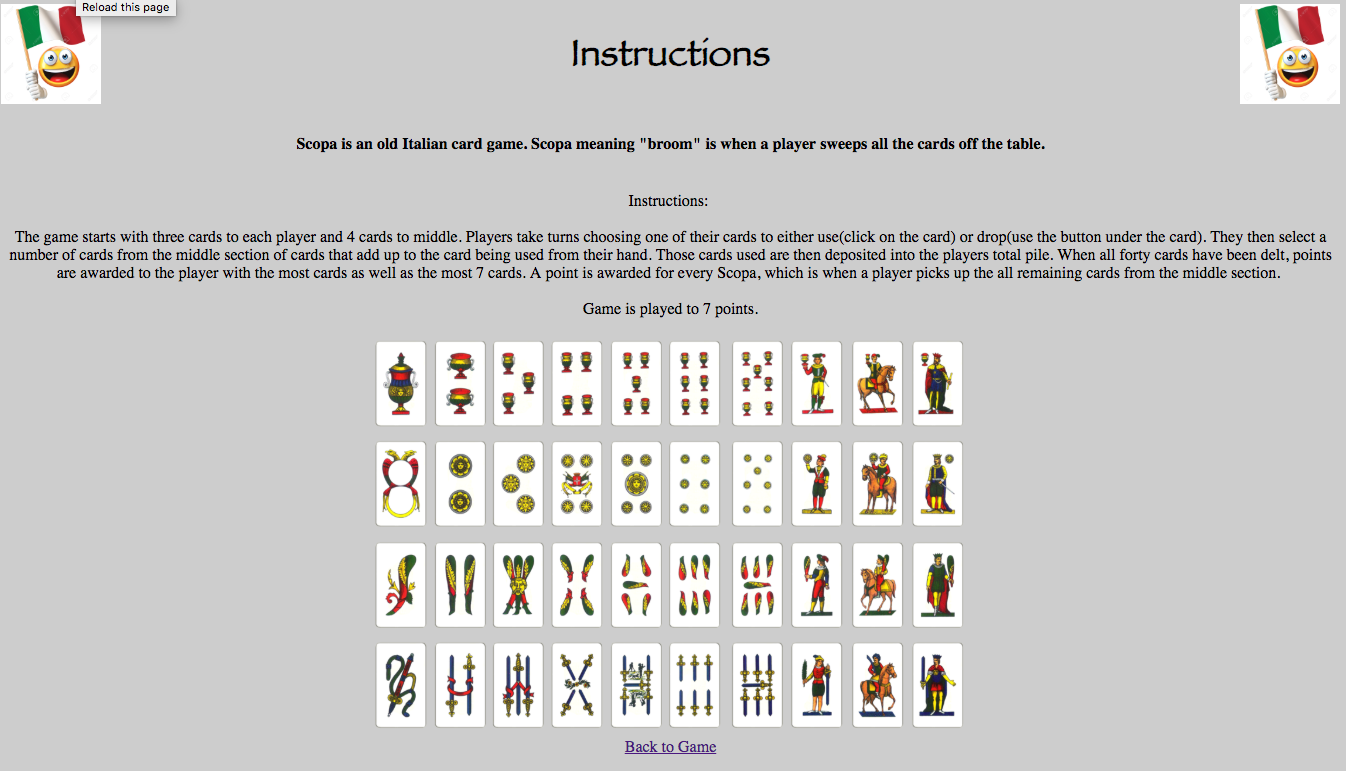 Reload this page
Instructions
Scopa is an old Italian card game. Scopa meaning "broom" is when a player sweeps all the cards off the table.
Instructions:
The game starts with three cards to each player and 4 cards to middle. Players take turns choosing one of their cards to either use(click on the card) or drop(use the button under the card). They then select a
number of cards from the middle section of cards that add up to the card being used from their hand. Those cards used are then deposited into the players total pile. When all forty cards have been delt, points
are awarded to the player with the most cards as well as the most 7 cards. A point is awarded for every Scopa, which is when a player picks up the all remaining cards from the middle section.
Game is played to 7 points.
Back to Game